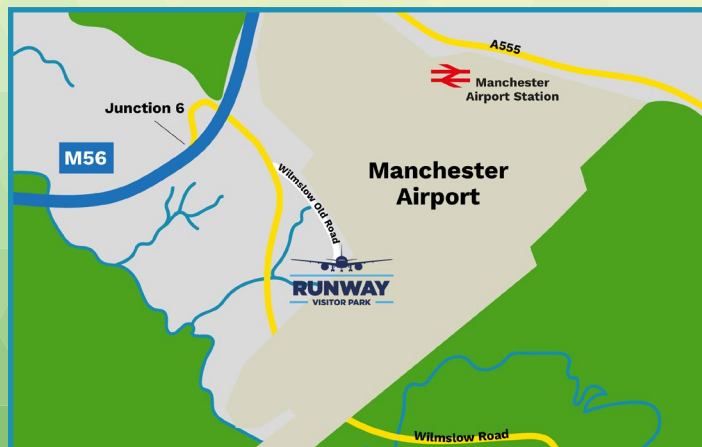 A555
Manchester
Airport Station
Junction 6
M56
Manchester
Airport
Wilmslow Old Road
RUNWAY
VISITOR PARK
Wilmslow Road